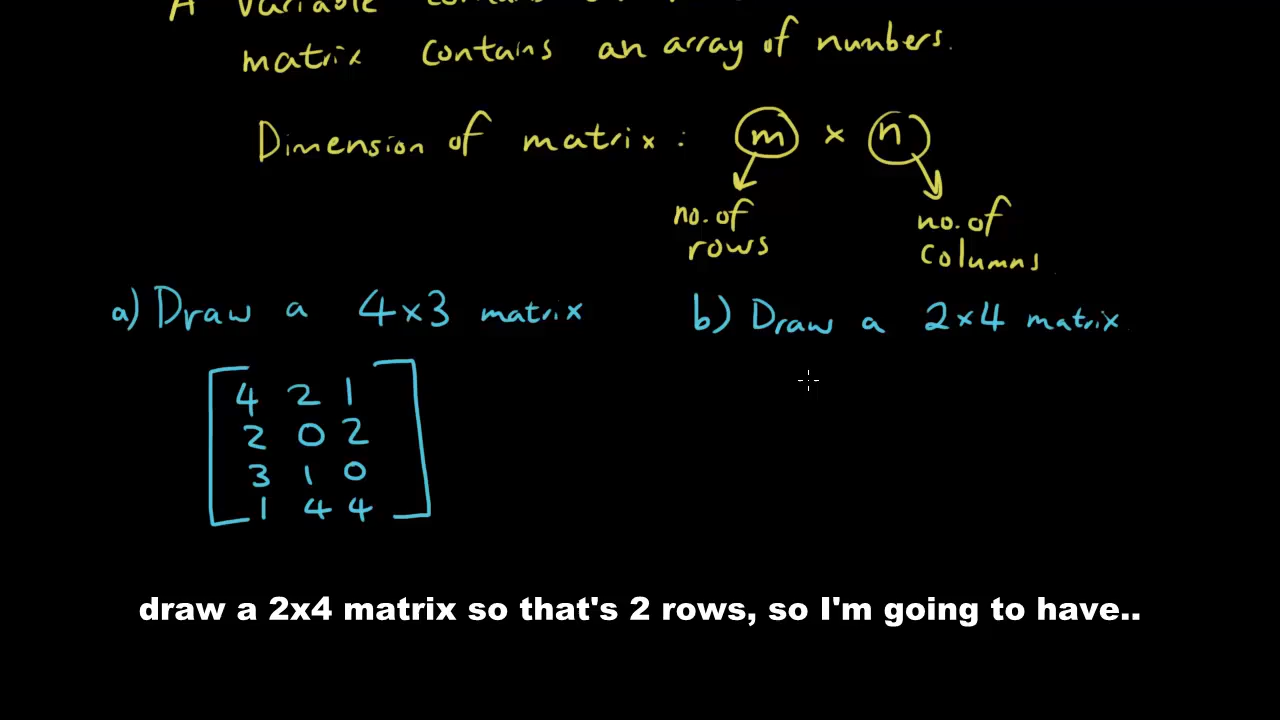 A variable
matrix contains an array of numbers.
Dimension of matrix : m × n
no. of rows
no. of columns
a) Draw a 4×3 matrix
4 2 1
2 0 2
3 1 0
1 4 4
b) Draw a 2×4 matrix.
draw a 2x4 matrix so that's 2 rows, so I'm going to have..